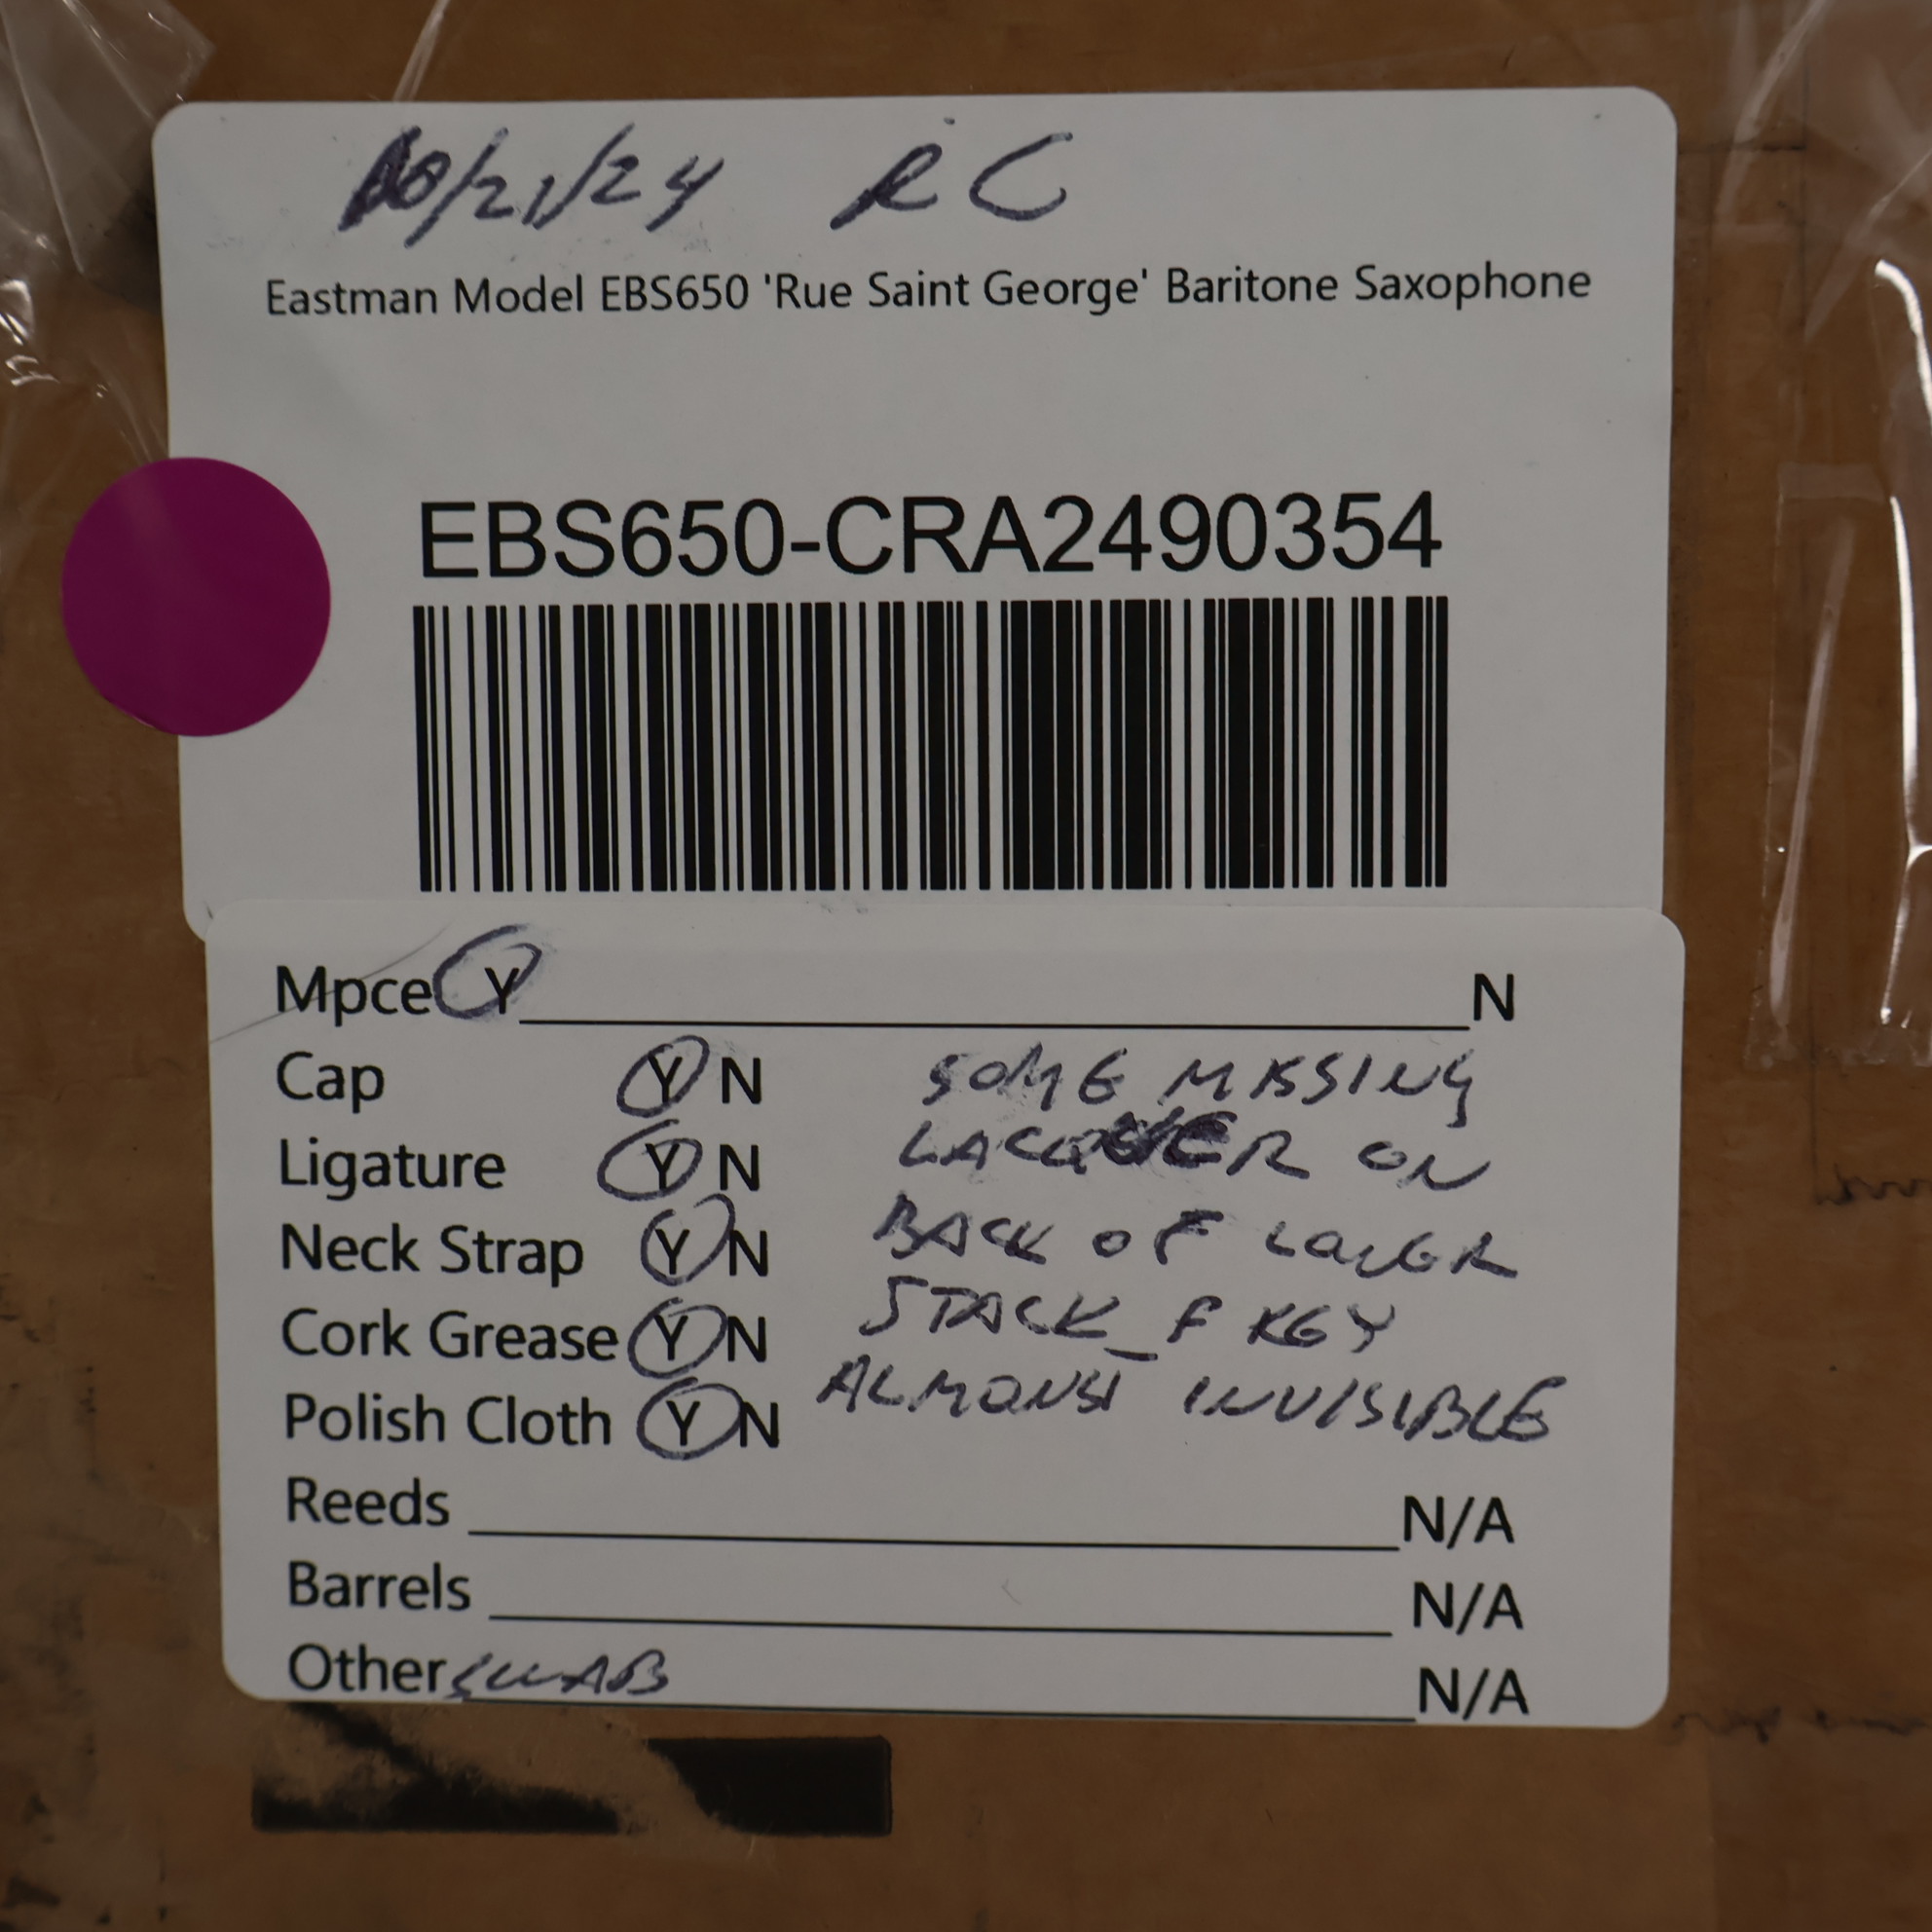 10/21/24 RC
Eastman Model EBS650 'Rue Saint George' Baritone Saxophone
EBS650-CRA2490354
Mpce Y N
Cap Y N SOME MISSING
Ligature Y N LACQUER ON
Neck Strap Y N BACK OF LOWER
Cork Grease Y N STACK F KEY
Polish Cloth Y N ALMONST INVISIBLE
Reeds N/A
Barrels N/A
Other SWAB N/A